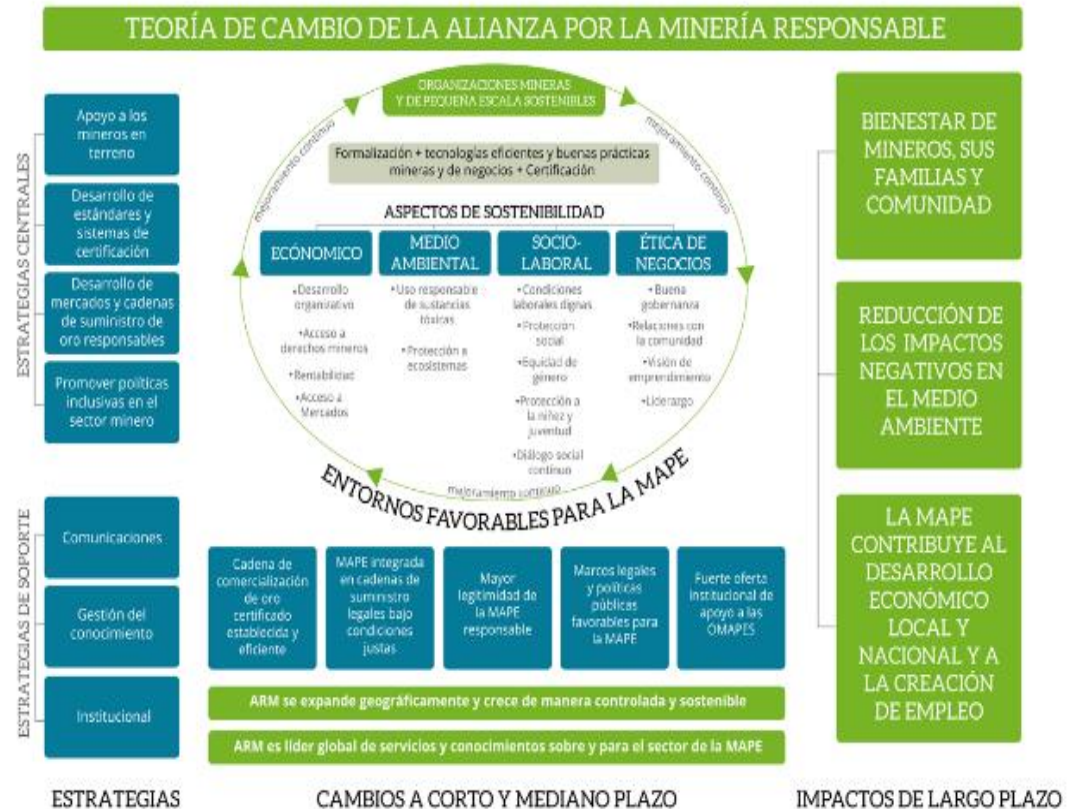 TEORÍA DE CAMBIO DE LA ALIANZA POR LA MINERÍA RESPONSABLE
ESTRATEGIAS CENTRALES
Apoyo a los
mineros en
terreno
Desarrollo de
estándares y
sistemas de
certificación
Desarrollo de
mercados y cadenas
de suministro de
oro responsables
Promover políticas
inclusivas en el
sector minero
ESTRATEGIAS DE SOPORTE
Comunicaciones
Gestión del
conocimiento
Institucional
ESTRATEGIAS
ORGANIZACIONES MINERAS
Y DE PEQUEÑA ESCALA SOSTENIBLES
mejoramiento continuo
mejoramiento continuo
Formalización + tecnologías eficientes y buenas prácticas
mineras y de negocios + Certificación
ASPECTOS DE SOSTENIBILIDAD
ECÓNOMICO
•Desarrollo
organizativo
•Acceso a
derechos mineros
•Rentabilidad
•Acceso a
Mercados
MEDIO
AMBIENTAL
•Uso responsable
de sustancias
tóxicas
•Protección a
ecosistemas
SOCIO-
LABORAL
•Condiciones
laborales dignas
•Protección
social
•Equidad de
género
•Protección a
la niñez y
juventud
•Diálogo social
continuo
ÉTICA DE
NEGOCIOS
•Buena
gobernanza
•Relaciones con
la comunidad
•Visión de
emprendimiento
•Liderazgo
mejoramiento continuo
ENTORNOS FAVORABLES PARA LA MAPE
Cadena de
comercialización
de oro
certificado
establecida y
eficiente
MAPE integrada
en cadenas de
suministro
legales bajo
condiciones
justas
Mayor
legitimidad de
la MAPE
responsable
Marcos legales
y políticas
públicas
favorables para
la MAPE
Fuerte oferta
institucional de
apoyo a las
OMAPES
ARM se expande geográficamente y crece de manera controlada y sostenible
ARM es líder global de servicios y conocimientos sobre y para el sector de la MAPE
CAMBIOS A CORTO Y MEDIANO PLAZO
BIENESTAR DE
MINEROS, SUS
FAMILIAS Y
COMUNIDAD
REDUCCIÓN DE
LOS IMPACTOS
NEGATIVOS EN
EL MEDIO
AMBIENTE
LA MAPE
CONTRIBUYE AL
DESARROLLO
ECONÓMICO
LOCAL Y
NACIONAL Y A
LA CREACIÓN
DE EMPLEO
IMPACTOS DE LARGO PLAZO